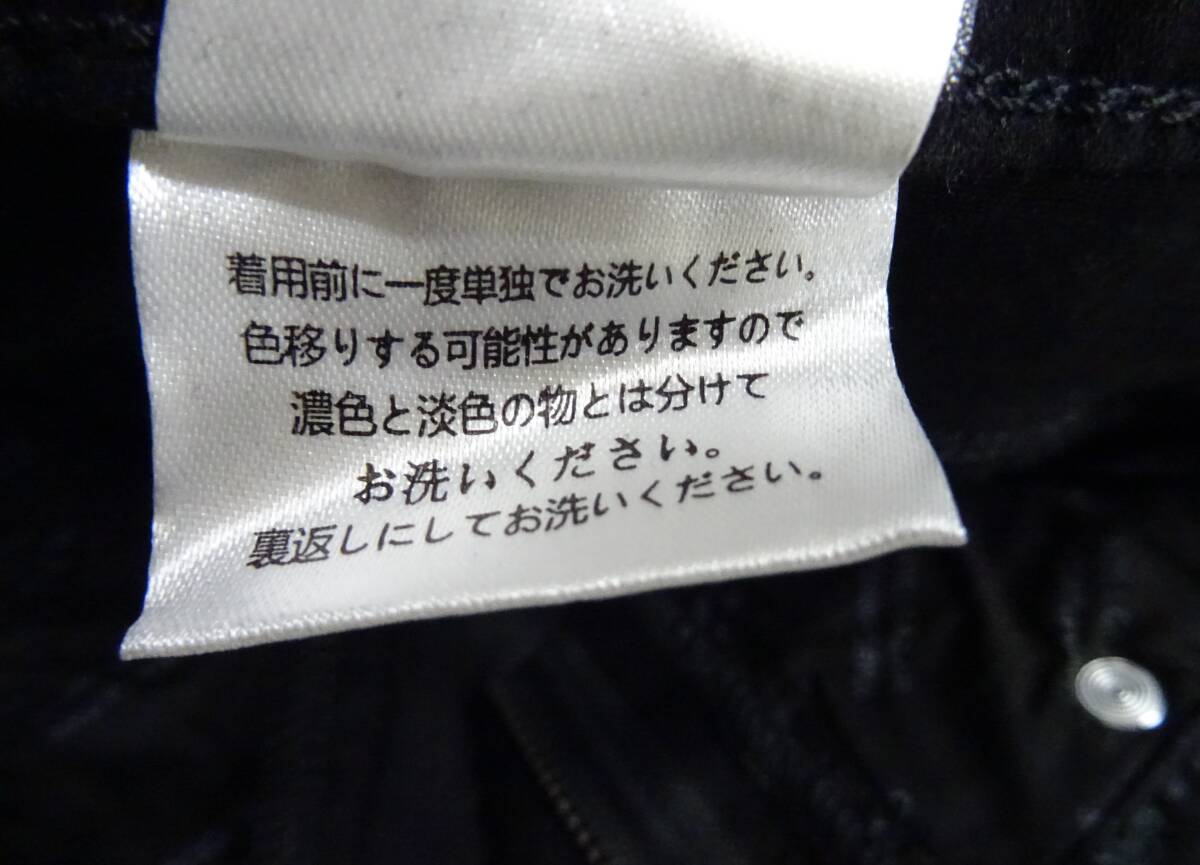 着用前に一度単独でお洗いください。
色移りする可能性がありますので
濃色と淡色の物とは分けて
お洗いください。
裏返しにしてお洗いください。